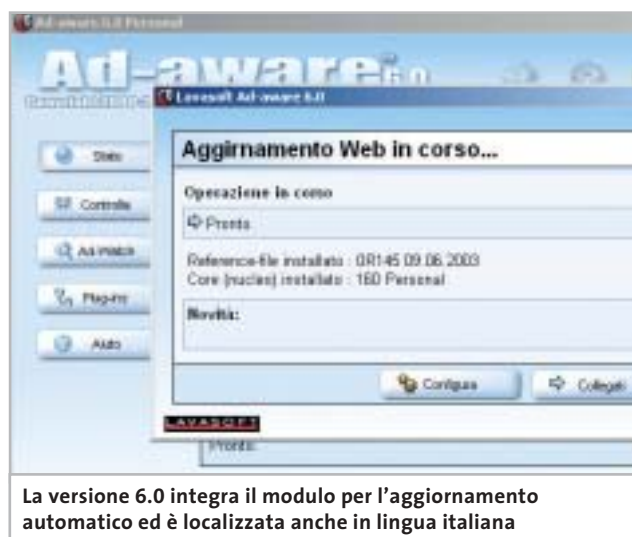 Ad-aware 6.0 Personal
Ad-aware 6.0
Lavasoft Ad-aware 6.0
Stato
Aggirnamento Web in corso...
Operazione in corso
Controlla
Pronto
Ad-Watch
Reference-file installato : 0R145 09.06.2003
Core (nucleo) installato : 160 Personal
Plug-ins
Novità:
Aiuto
Configura
Collegati
LAVASOFT
Pronto.
La versione 6.0 integra il modulo per l'aggiornamento
automatico ed è localizzata anche in lingua italiana